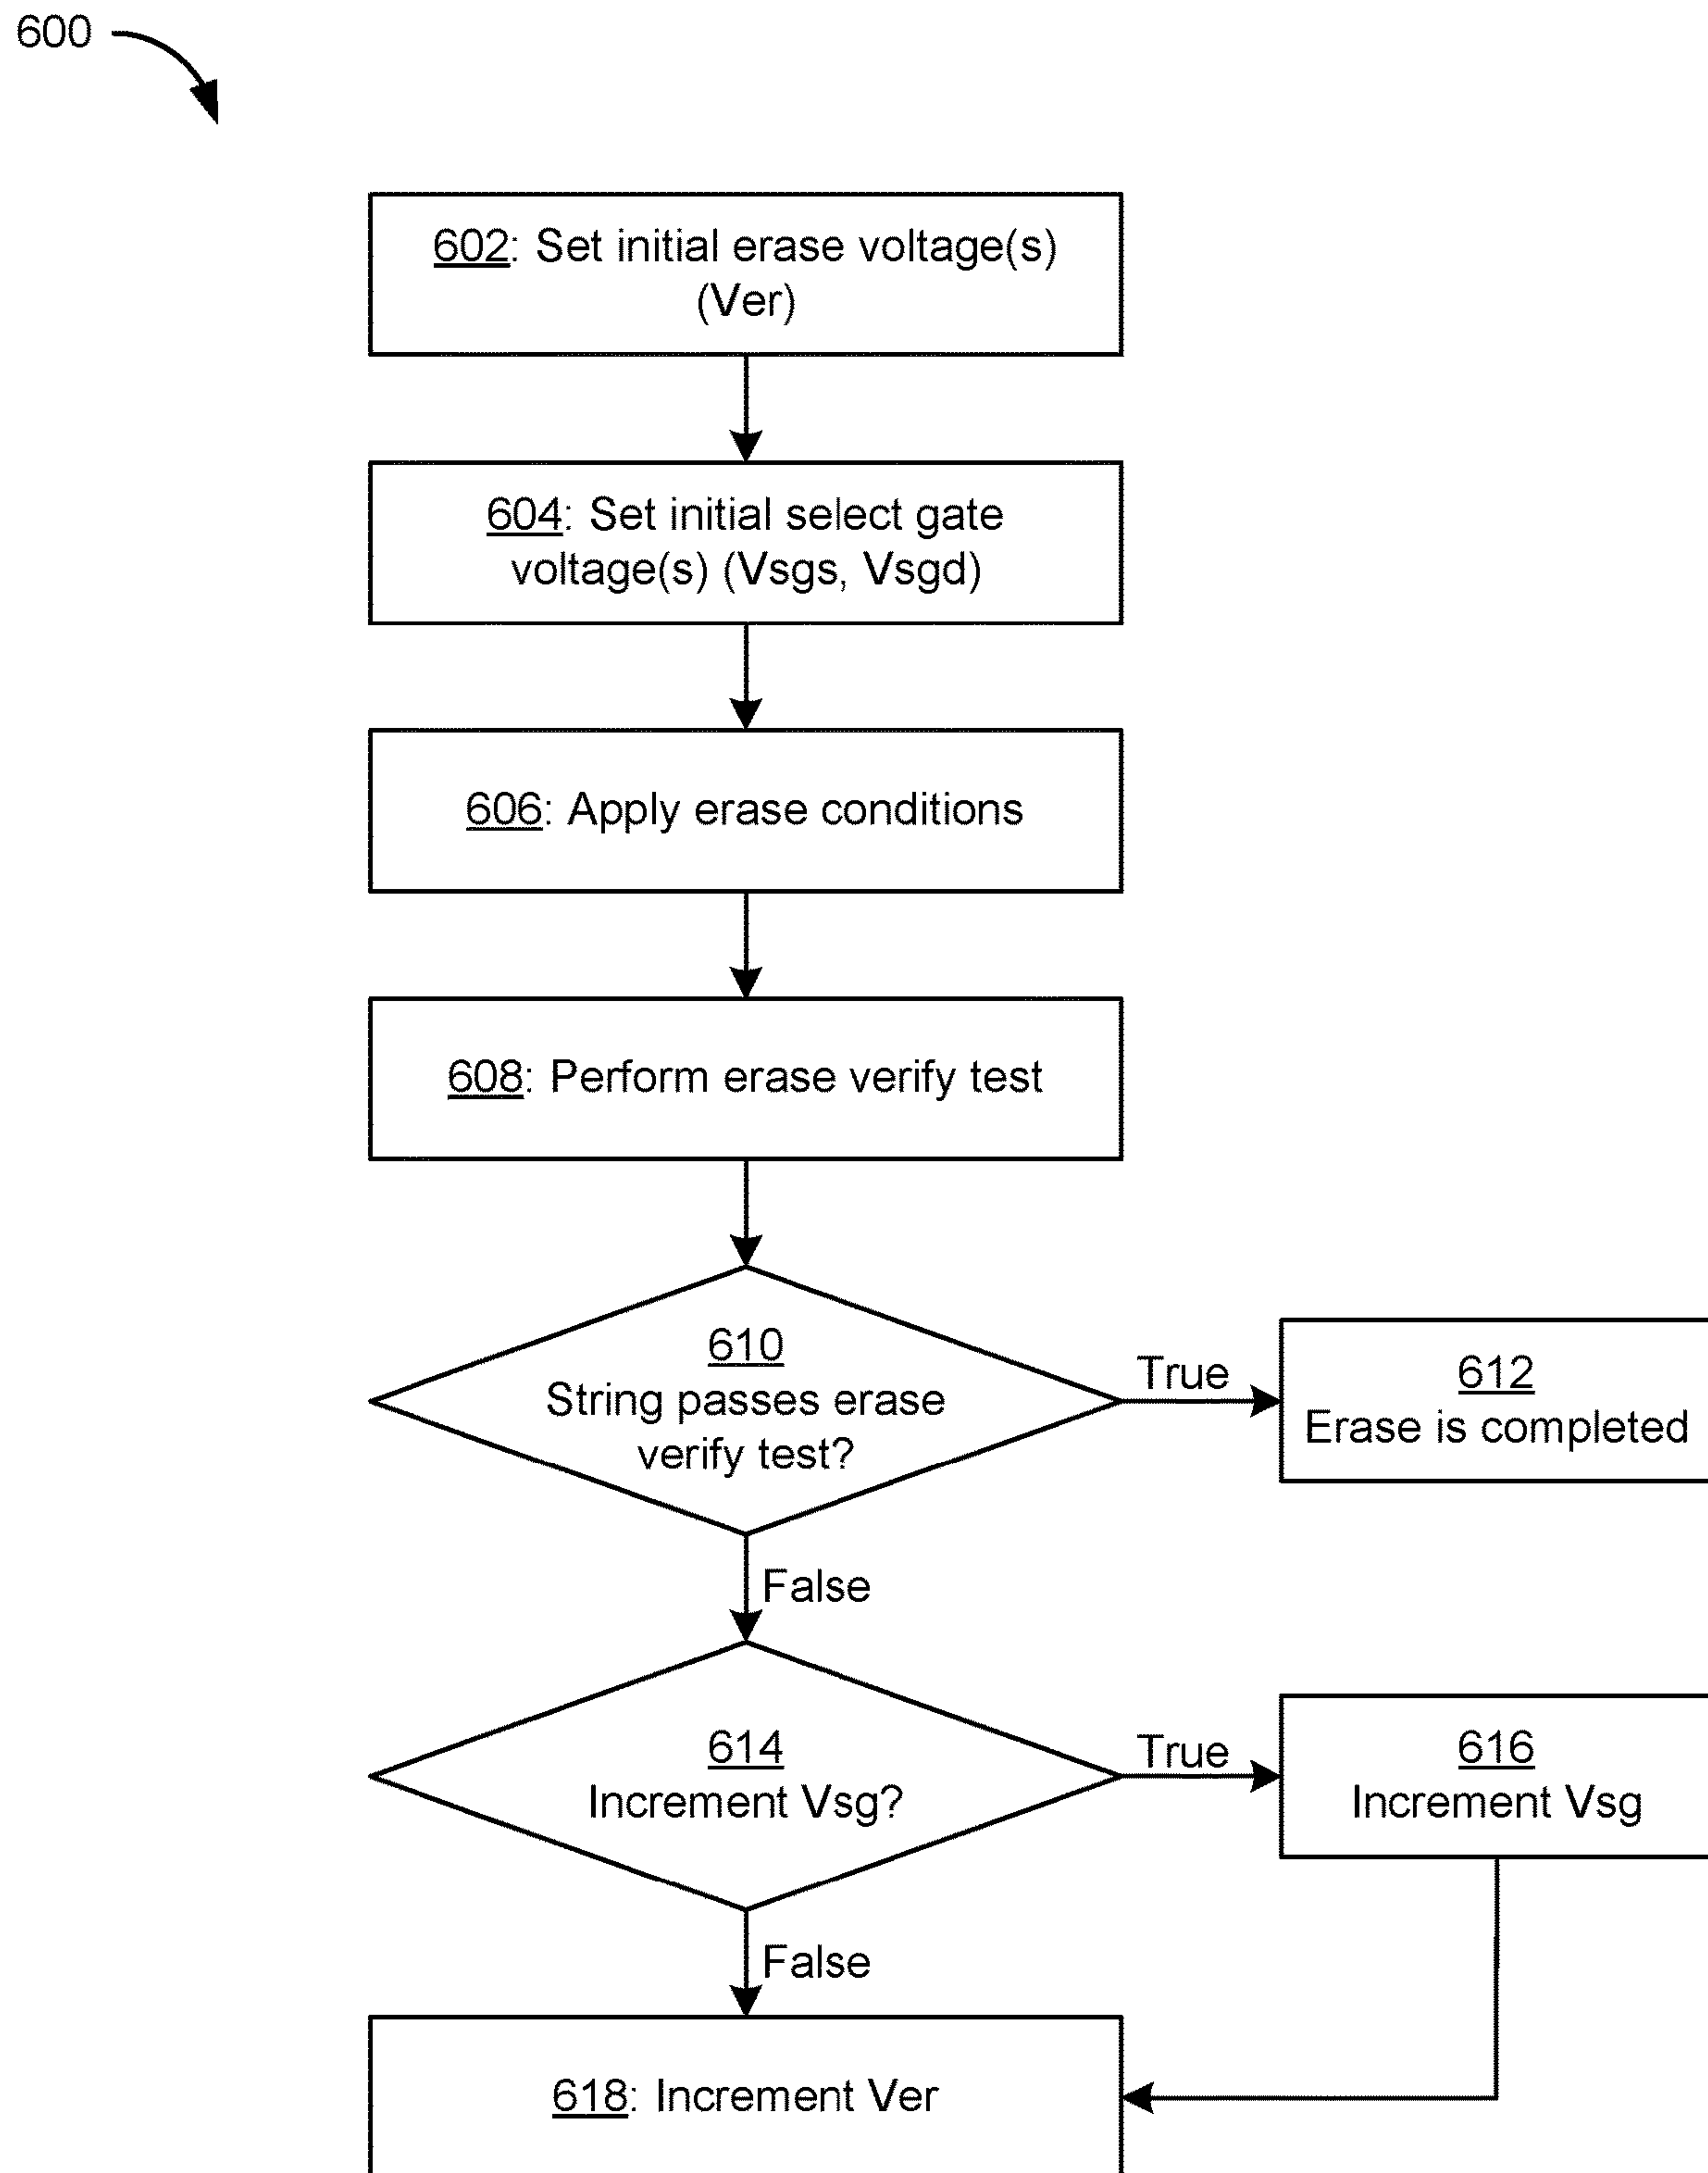 600
602: Set initial erase voltage(s)
(Ver)
604: Set initial select gate
voltage(s) (Vsgs, Vsgd)
606: Apply erase conditions
608: Perform erase verify test
610
String passes erase
verify test?
True
612
Erase is completed
False
614
Increment Vsg?
True
616
Increment Vsg
False
618: Increment Ver